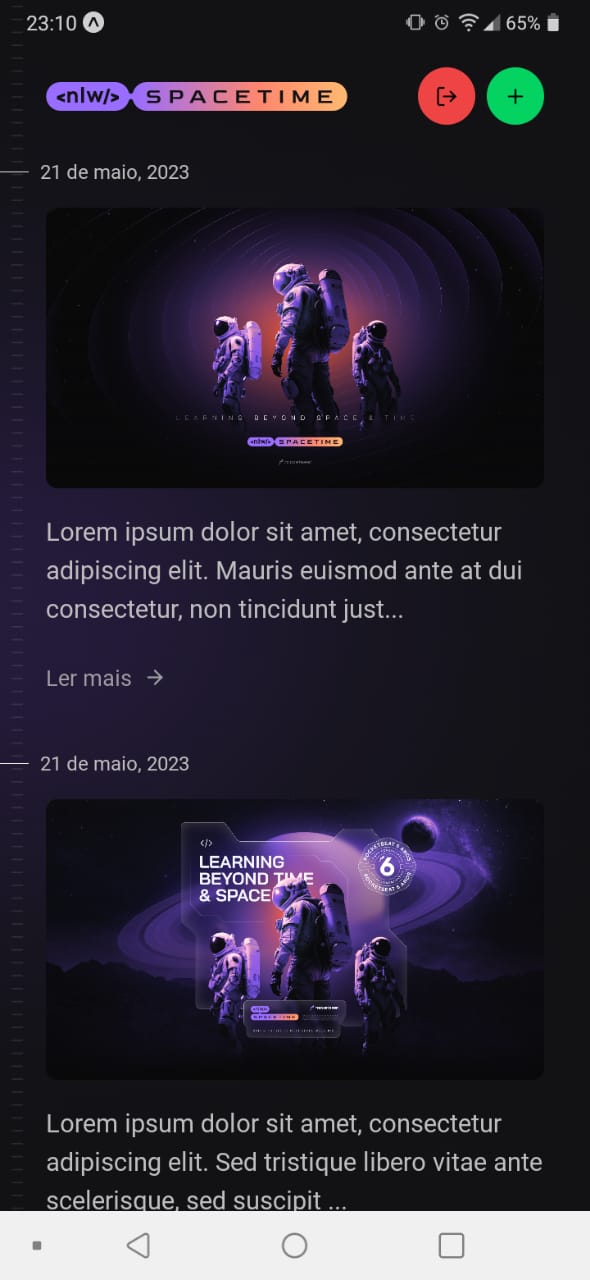 23:10
65%
<nlw/> SPACETIME
21 de maio, 2023
LEARNING BEYOND SPACE & TIME
<nlw/> SPACETIME
Lorem ipsum dolor sit amet, consectetur
adipiscing elit. Mauris euismod ante at dui
consectetur, non tincidunt just...
Ler mais
21 de maio, 2023
</>
LEARNING
BEYOND TIME
& SPACE
6
<nlw/>
SPACETIME
Lorem ipsum dolor sit amet, consectetur
adipiscing elit. Sed tristique libero vitae ante
scelerisque, sed suscipit ...